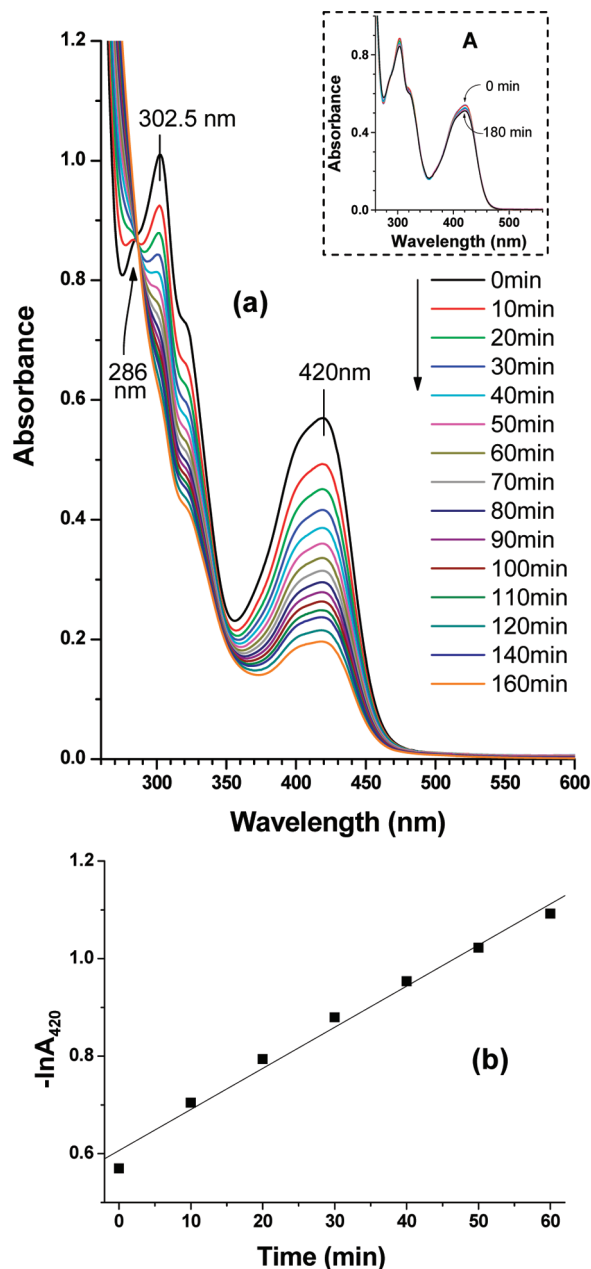 1.2
1.0
0.8
0.6
0.4
0.2
0.0
Absorbance
300
350
400
450
500
550
600
Wavelength (nm)
302.5 nm
286
nm
(a)
420nm
0min
10min
20min
30min
40min
50min
60min
70min
80min
90min
100min
110min
120min
140min
160min
A
0.8
0.4
0.0
Absorbance
0 min
180 min
300
400
500
Wavelength (nm)
1.2
1.0
0.8
0.6
-lnA420
(b)
0
10
20
30
40
50
60
Time (min)